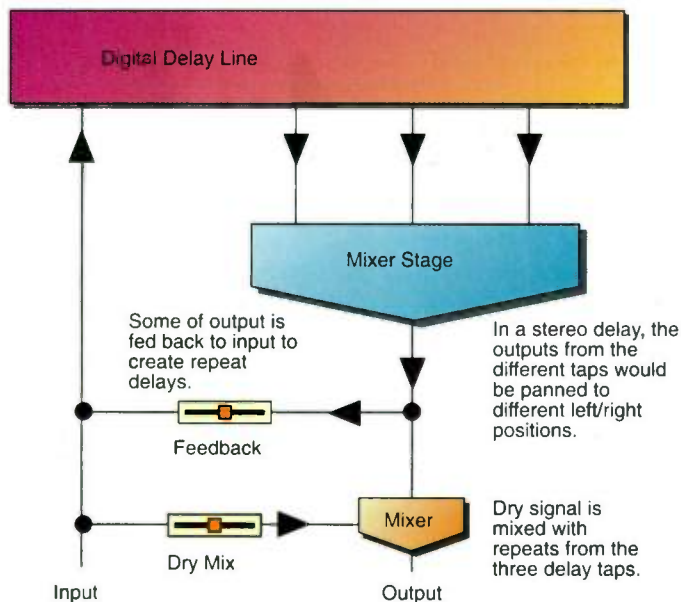 Digital Delay Line
Mixer Stage
Some of output is
fed back to input to
create repeat
delays.
In a stereo delay, the
outputs from the
different taps would
be panned to
different left/right
positions.
Feedback
Mixer
Dry signal is
mixed with
repeats from the
three delay taps.
Dry Mix
Input
Output